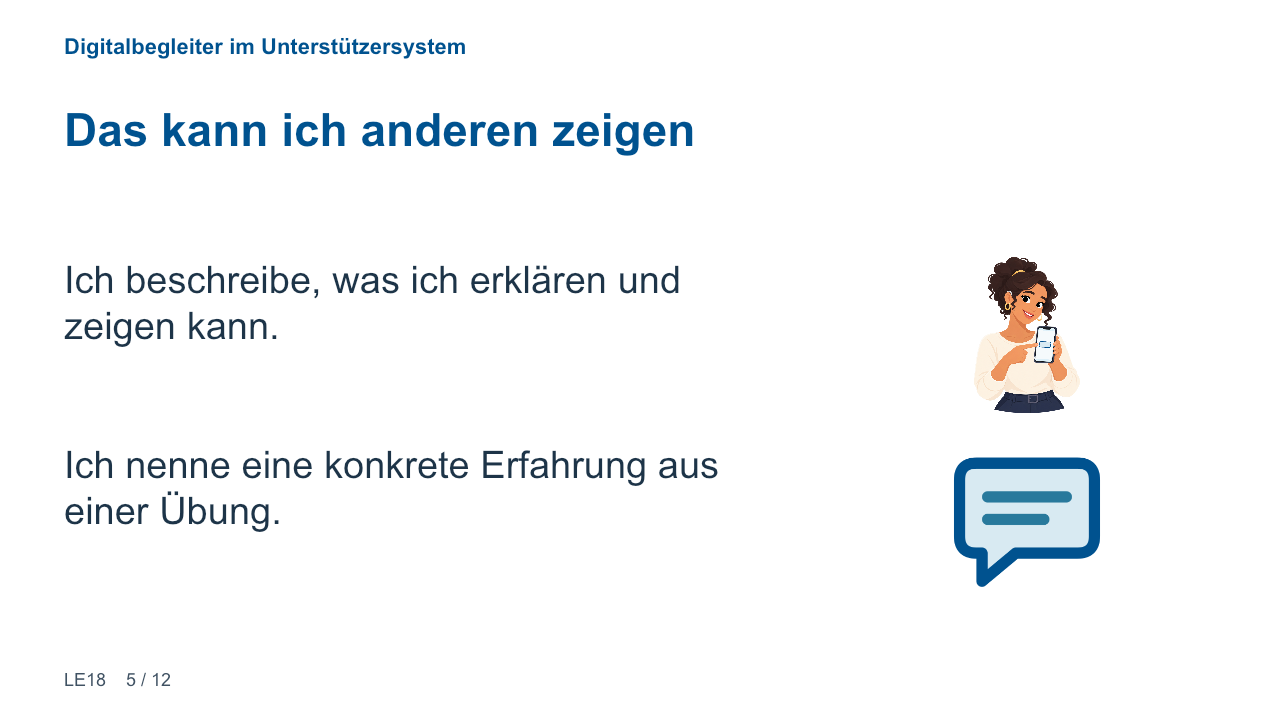 Digitalbegleiter im Unterstützersystem
Das kann ich anderen zeigen
Ich beschreibe, was ich erklären und
zeigen kann.
Ich nenne eine konkrete Erfahrung aus
einer Übung.
LE18 5 / 12